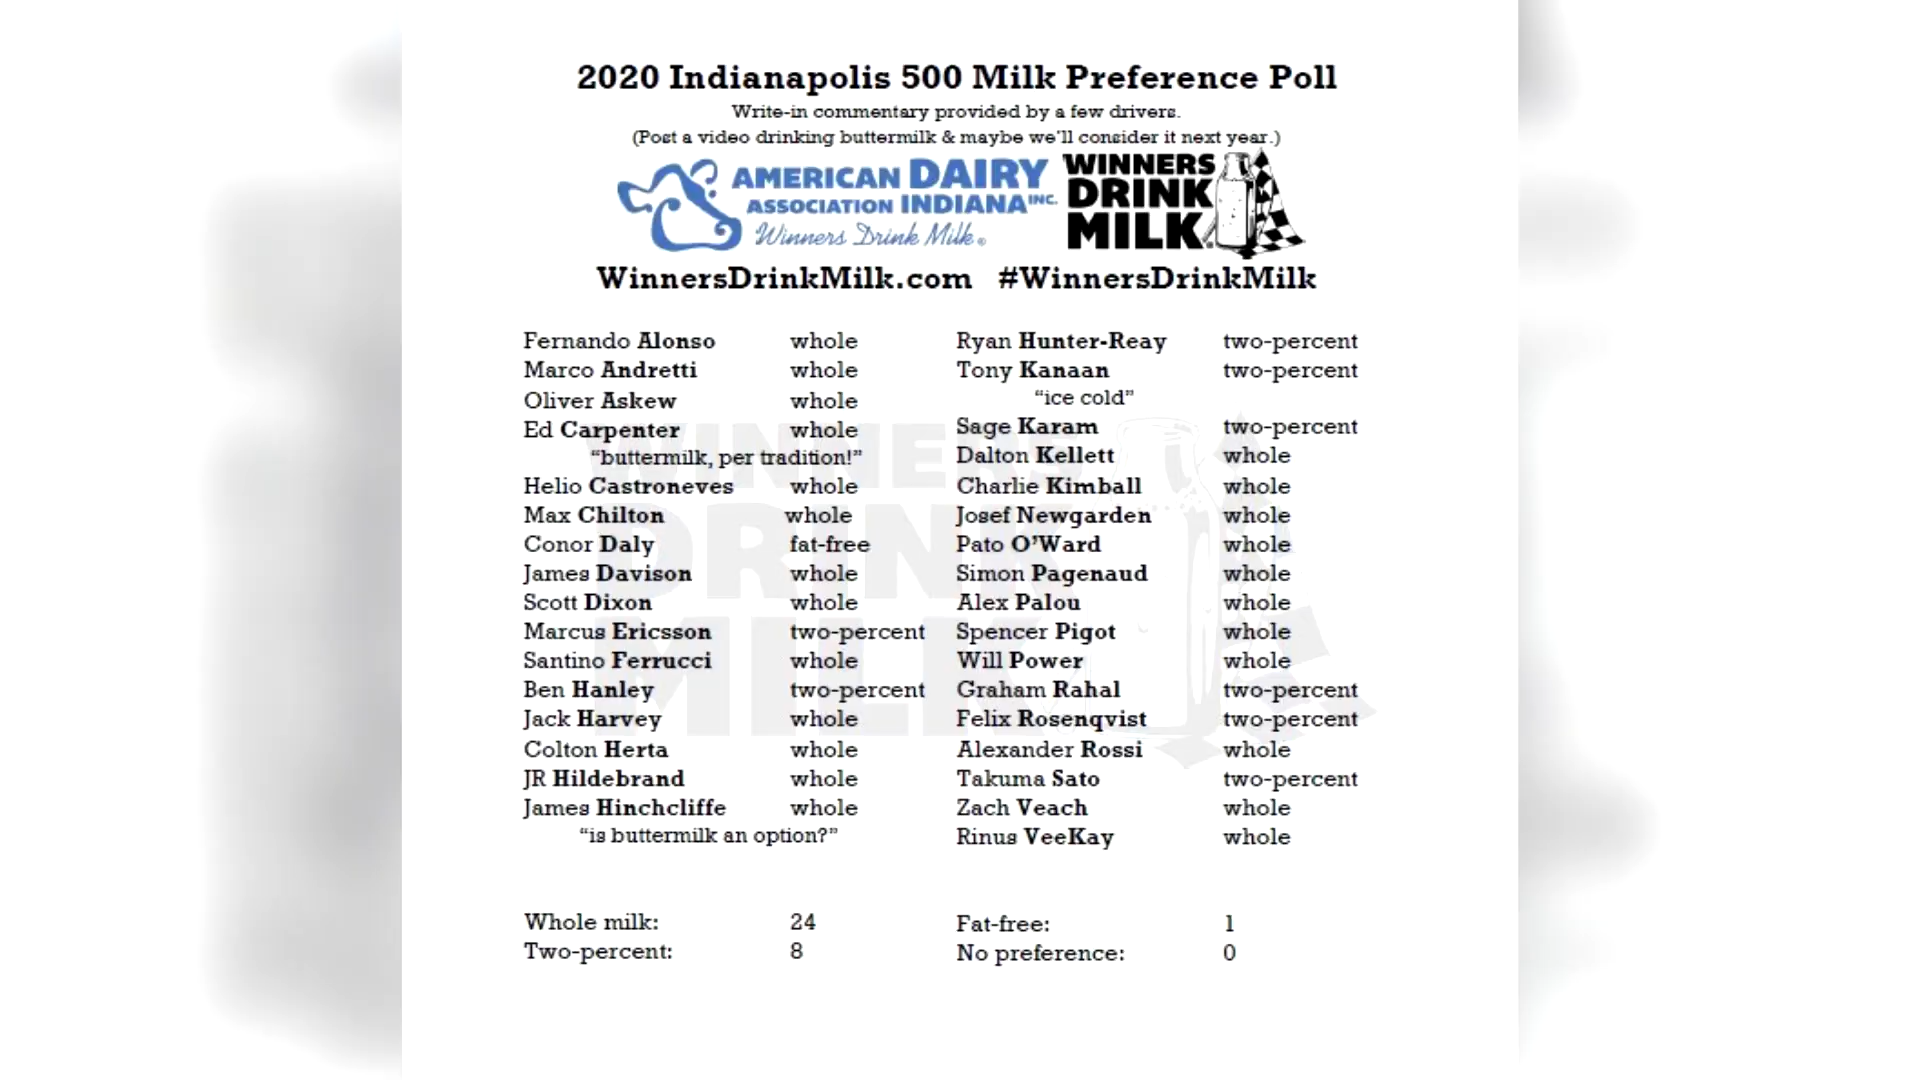 2020 Indianapolis 500 Milk Preference Poll
Write-in commentary provided by a few drivers.
(Post a video drinking buttermilk & maybe we'll consider it next year.)
AMERICAN DAIRY
ASSOCIATION INDIANA INC.
Winners Drink Milk®
WINNERS
DRINK
MILK
WinnersDrinkMilk.com #WinnersDrinkMilk
Fernando Alonso whole
Marco Andretti whole
Oliver Askew whole
Ed Carpenter whole
“buttermilk, per tradition!”
Helio Castroneves whole
Max Chilton whole
Conor Daly fat-free
James Davison whole
Scott Dixon whole
Marcus Ericsson two-percent
Santino Ferrucci whole
Ben Hanley two-percent
Jack Harvey whole
Colton Herta whole
JR Hildebrand whole
James Hinchcliffe whole
“is buttermilk an option?”
Ryan Hunter-Reay two-percent
Tony Kanaan two-percent
“ice cold”
Sage Karam two-percent
Dalton Kellett whole
Charlie Kimball whole
Josef Newgarden whole
Pato O’Ward whole
Simon Pagenaud whole
Alex Palou whole
Spencer Pigot whole
Will Power whole
Graham Rahal two-percent
Felix Rosenqvist two-percent
Alexander Rossi whole
Takuma Sato two-percent
Zach Veach whole
Rinus VeeKay whole
WINNERS
DRINK
MILK
Whole milk: 24
Two-percent: 8
Fat-free: 1
No preference: 0